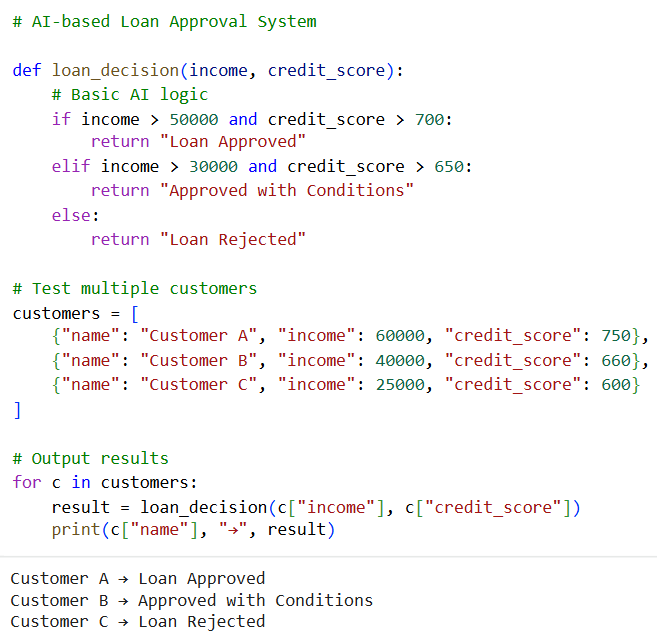 # AI-based Loan Approval System
def loan_decision(income, credit_score):
    # Basic AI logic
    if income > 50000 and credit_score > 700:
        return "Loan Approved"
    elif income > 30000 and credit_score > 650:
        return "Approved with Conditions"
    else:
        return "Loan Rejected"
# Test multiple customers
customers = [
    {"name": "Customer A", "income": 60000, "credit_score": 750},
    {"name": "Customer B", "income": 40000, "credit_score": 660},
    {"name": "Customer C", "income": 25000, "credit_score": 600}
]
# Output results
for c in customers:
    result = loan_decision(c["income"], c["credit_score"])
    print(c["name"], "→", result)
Customer A → Loan Approved
Customer B → Approved with Conditions
Customer C → Loan Rejected